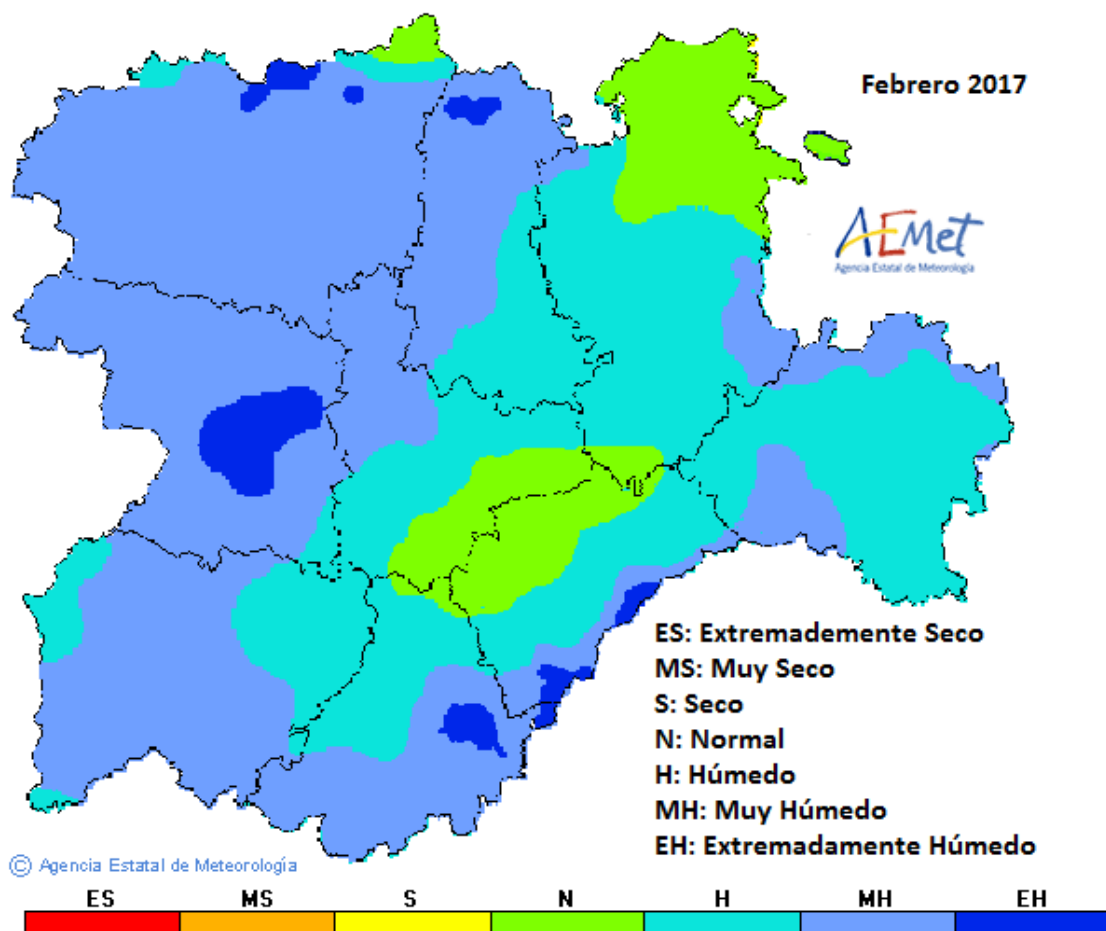 Febrero 2017
AEMet
Agencia Estatal de Meteorología
ES: Extremademente Seco
MS: Muy Seco
S: Seco
N: Normal
H: Húmedo
MH: Muy Húmedo
EH: Extremadamente Húmedo
© Agencia Estatal de Meteorología
ES MS S N H MH EH